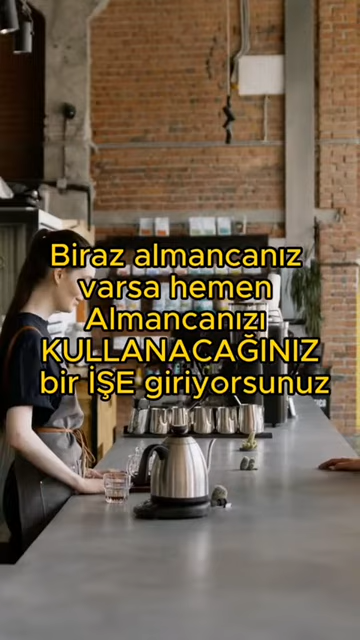 Biraz almancanız
varsa hemen
Almancanızı
KULLANACAĞINIZ
bir İŞE giriyorsunuz